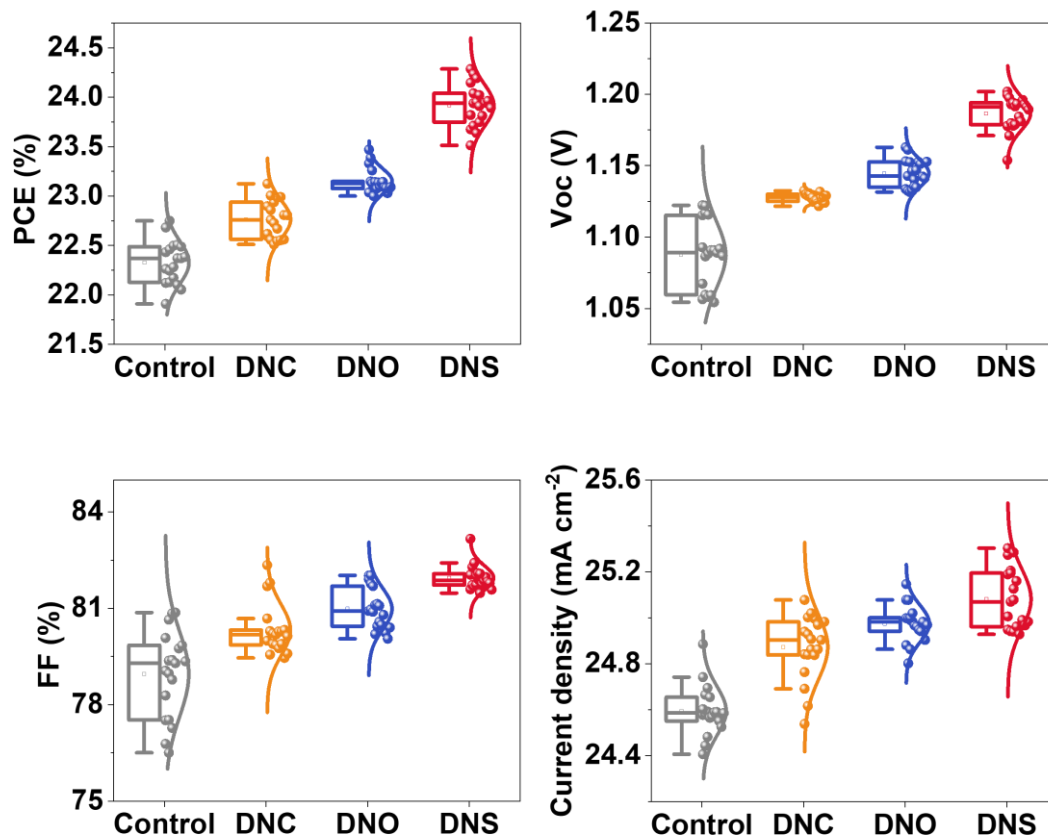 PCE (%)
24.5
24.0
23.5
23.0
22.5
22.0
21.5
Control DNC DNO DNS
Voc (V)
1.25
1.20
1.15
1.10
1.05
Control DNC DNO DNS
FF (%)
84
81
78
75
Control DNC DNO DNS
Current density (mA cm⁻²)
25.6
25.2
24.8
24.4
Control DNC DNO DNS